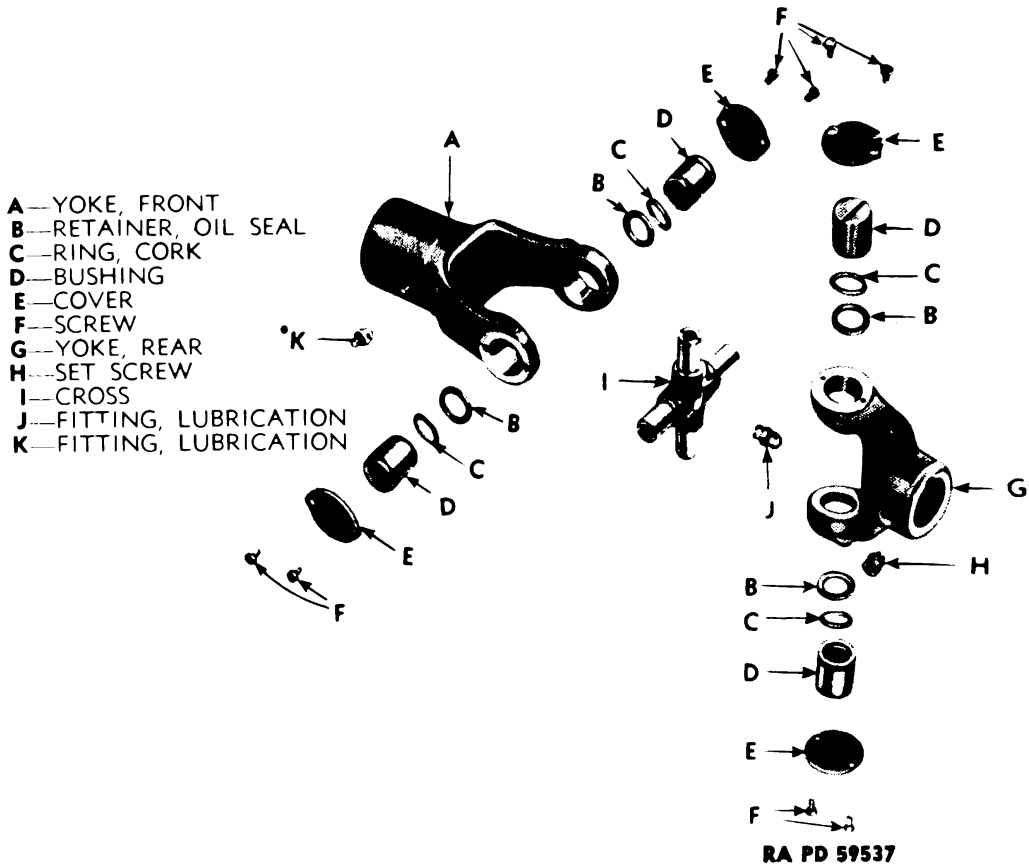 F
E
D
A
C
B
E
A—YOKE, FRONT
B—RETAINER, OIL SEAL
C—RING, CORK
D—BUSHING
E—COVER
F—SCREW
G—YOKE, REAR
H—SET SCREW
I—CROSS
J—FITTING, LUBRICATION
K—FITTING, LUBRICATION
D
C
B
*K
I
B
C
D
E
F
J
G
H
B
C
D
E
F
RA PD 59537